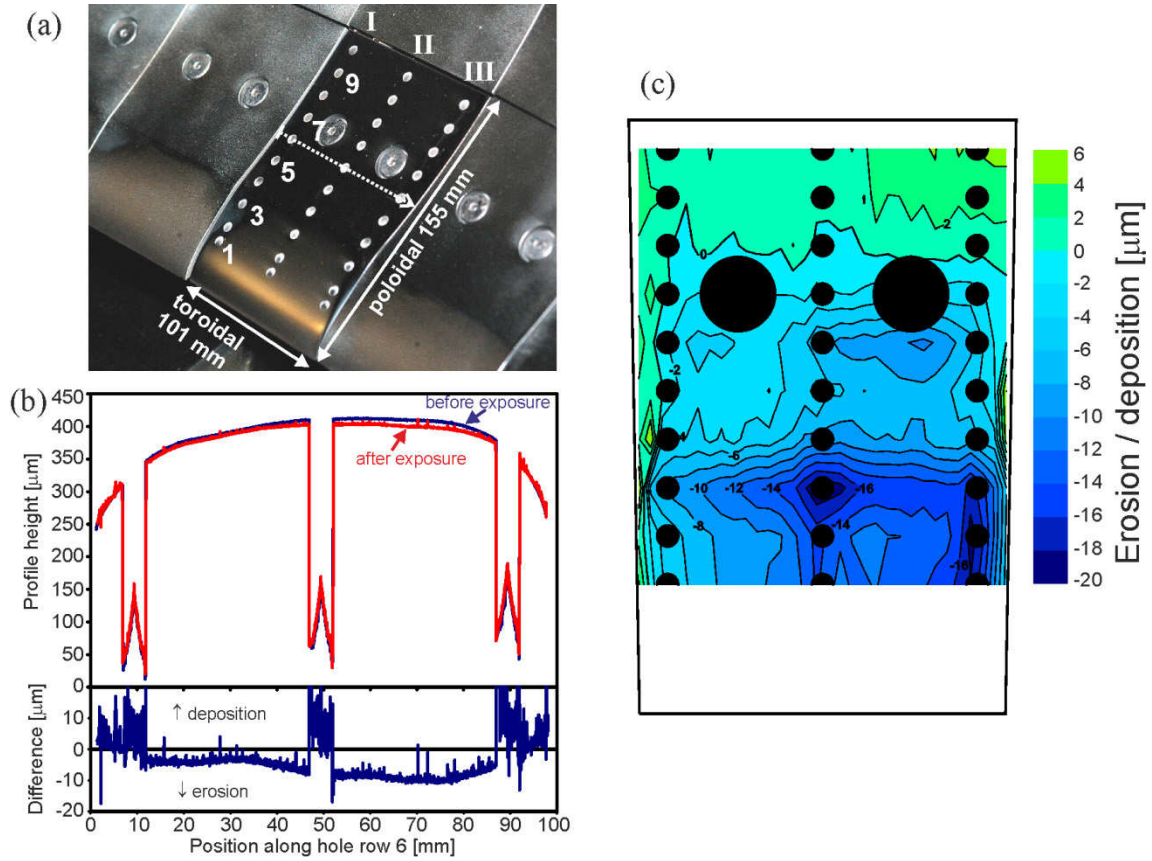 (a)
I
II
III
9
7
5
3
1
toroidal
101 mm
poloidal 155 mm
(b)
450
400
350
300
250
200
150
100
50
0
Profile height [µm]
before exposure
after exposure
10
0
-10
-20
Difference [µm]
↑ deposition
↓ erosion
0 10 20 30 40 50 60 70 80 90 100
Position along hole row 6 [mm]
(c)
6
4
2
0
-2
-4
-6
-8
-10
-12
-14
-16
-18
-20
Erosion / deposition [µm]
-2
0
-2
-4
-6
-10 -12 -14 -16
-8
-14